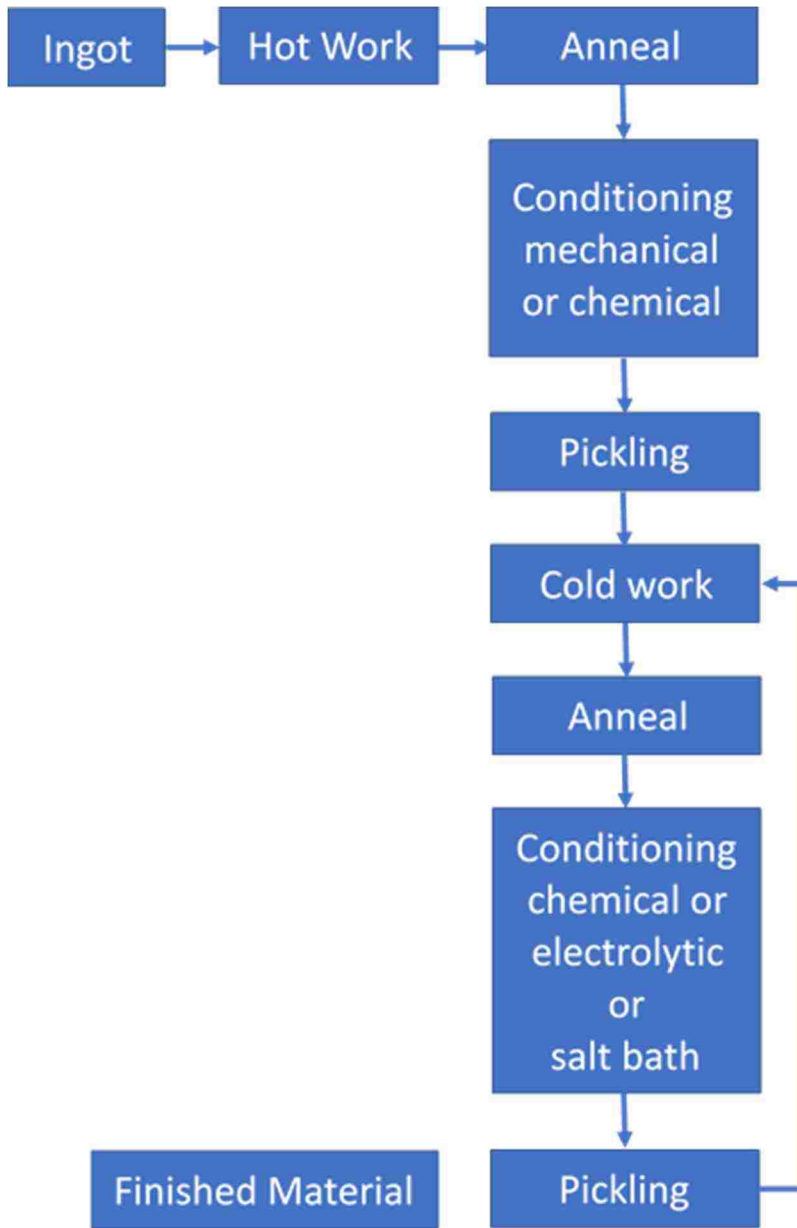 Ingot
Hot Work
Anneal
Conditioning
mechanical
or chemical
Pickling
Cold work
Anneal
Conditioning
chemical or
electrolytic
or
salt bath
Finished Material
Pickling